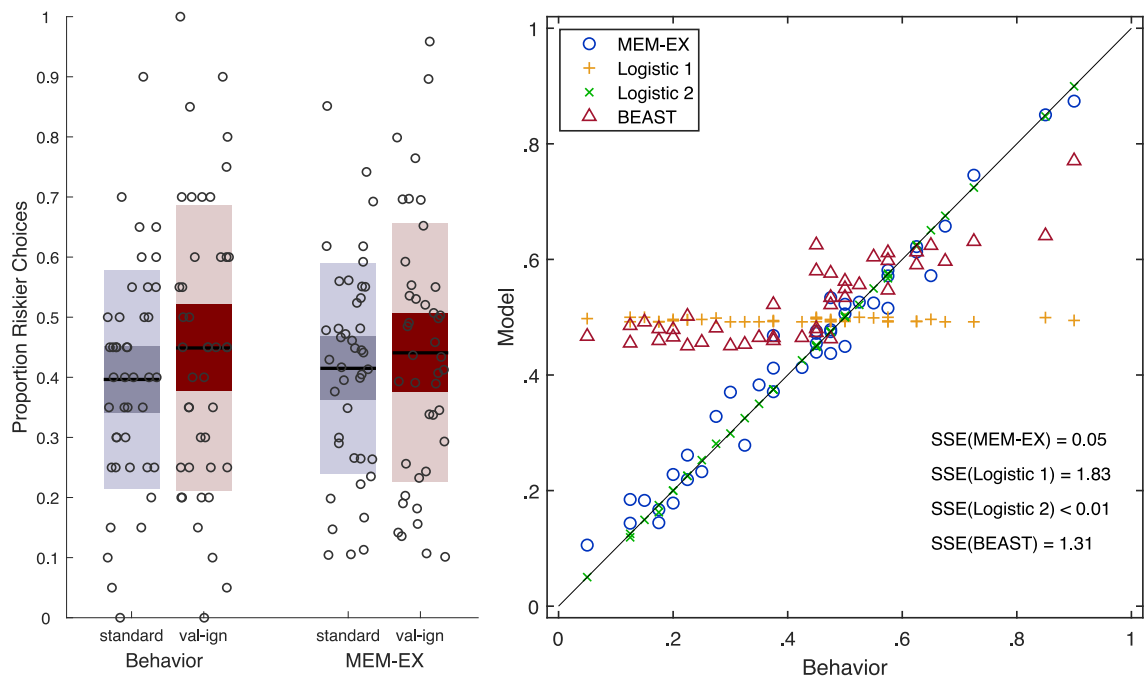 1
0.9
0.8
0.7
0.6
0.5
0.4
0.3
0.2
0.1
0
Proportion Riskier Choices
standard val-ign standard val-ign
Behavior MEM-EX
MEM-EX
Logistic 1
Logistic 2
BEAST
1
.8
.6
.4
.2
0
Model
SSE(MEM-EX) = 0.05
SSE(Logistic 1) = 1.83
SSE(Logistic 2) < 0.01
SSE(BEAST) = 1.31
0 .2 .4 .6 .8 1
Behavior